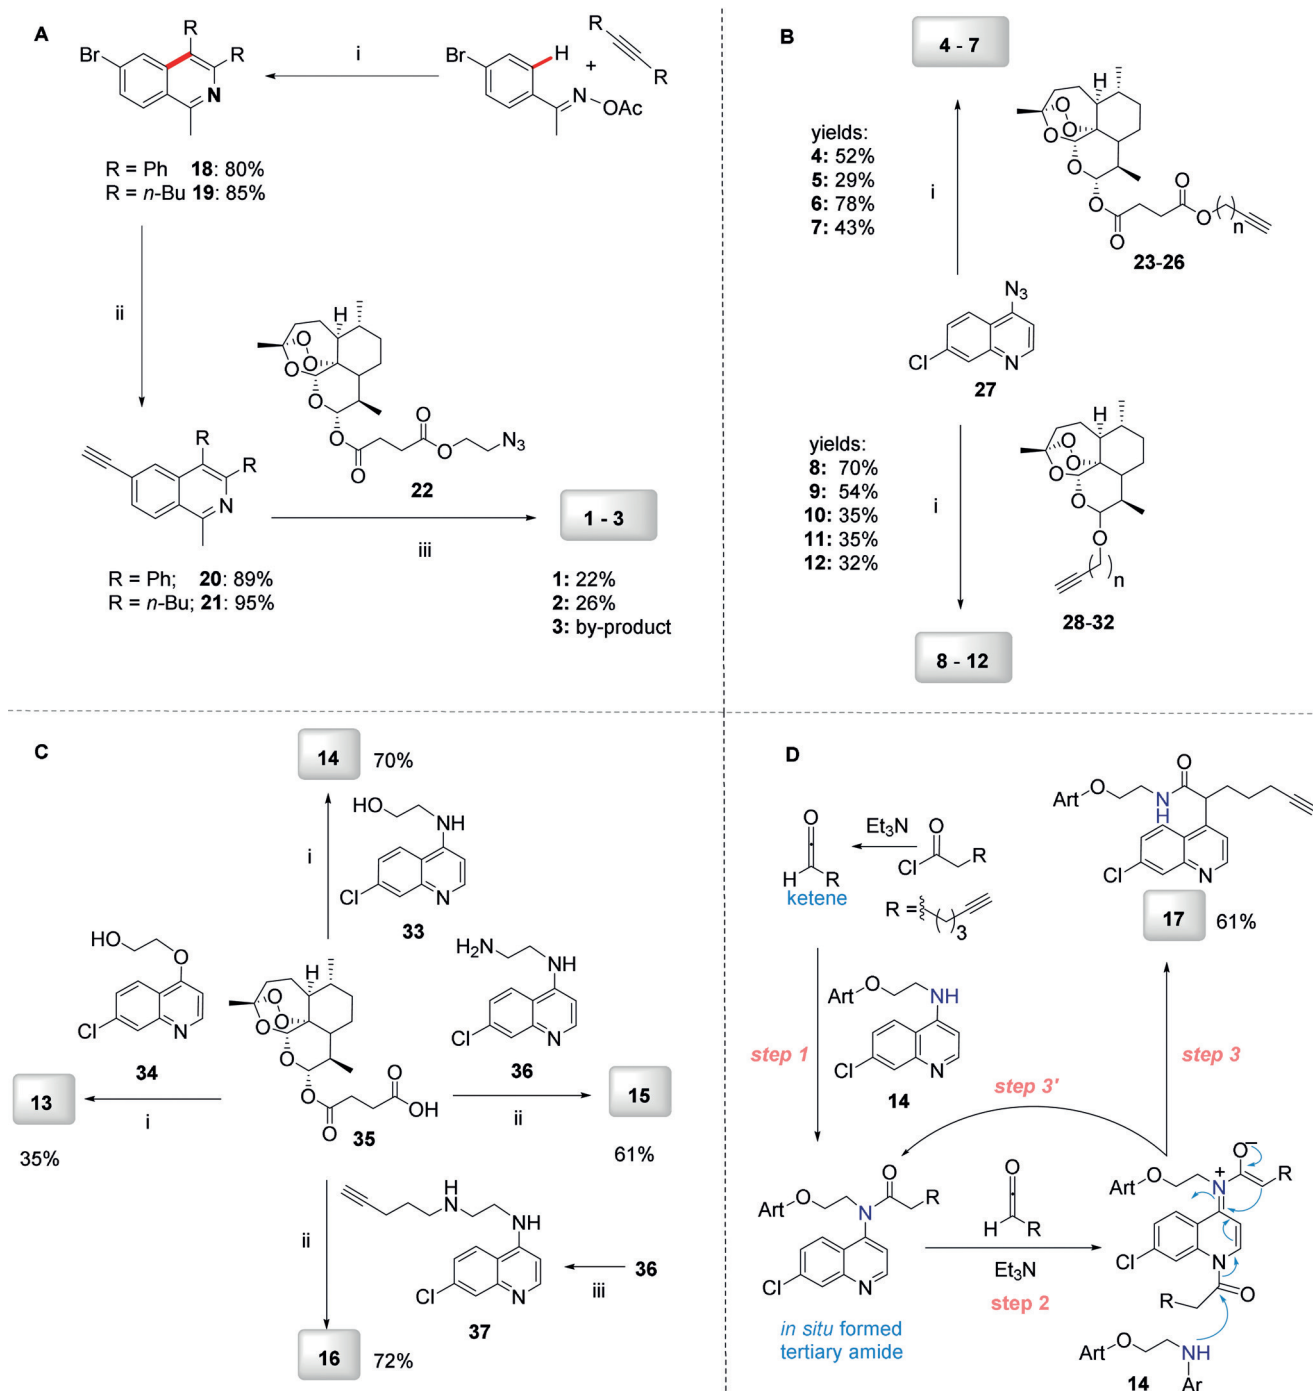 A
Br
R
R
N
R = Ph 18: 80%
R = n-Bu 19: 85%
i
Br
H
N
OAc
+
R
R
ii
H
O
O
O
O
O
O
O
O
O
N3
22
R
R
N
R = Ph; 20: 89%
R = n-Bu; 21: 95%
iii
1 - 3
1: 22%
2: 26%
3: by-product
B
4 - 7
yields:
4: 52%
5: 29%
6: 78%
7: 43%
i
H
O
O
O
O
O
O
O
O
n
23-26
N3
Cl
N
27
yields:
8: 70%
9: 54%
10: 35%
11: 35%
12: 32%
i
H
O
O
O
O
O
n
28-32
8 - 12
C
14 70%
i
HO
NH
Cl
N
33
HO
O
Cl
N
34
H
O
O
O
O
O
O
O
OH
35
H2N
NH
Cl
N
36
13
i
35%
ii
15
61%
ii
H
N
NH
Cl
N
37
iii
36
16 72%
D
O
H
R
ketene
Et3N
O
Cl
R
R =
3
O
Art
O
N
H
Cl
N
17 61%
step 1
Art
O
NH
Cl
N
14
step 3'
step 3
Art
O
N
O
R
Cl
N
in situ formed
tertiary amide
O
H
R
Et3N
step 2
Art
O
N
+
O
−
R
Cl
N
R
O
Art
O
NH
Ar
14